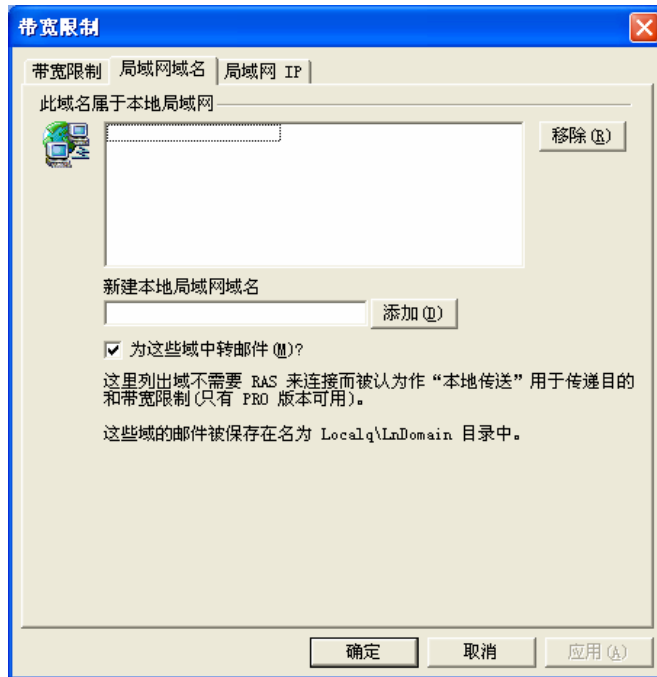 带宽限制
带宽限制 局域网域名 局域网 IP
此域名属于本地局域网
移除(R)
新建本地局域网域名
添加(D)
为这些域中转邮件(M)?
这里列出域不需要 RAS 来连接而被认为作“本地传送”用于传递目的
和带宽限制(只有 PRO 版本可用)。
这些域的邮件被保存在名为 Localq\LnDomain 目录中。
确定 取消 应用(A)